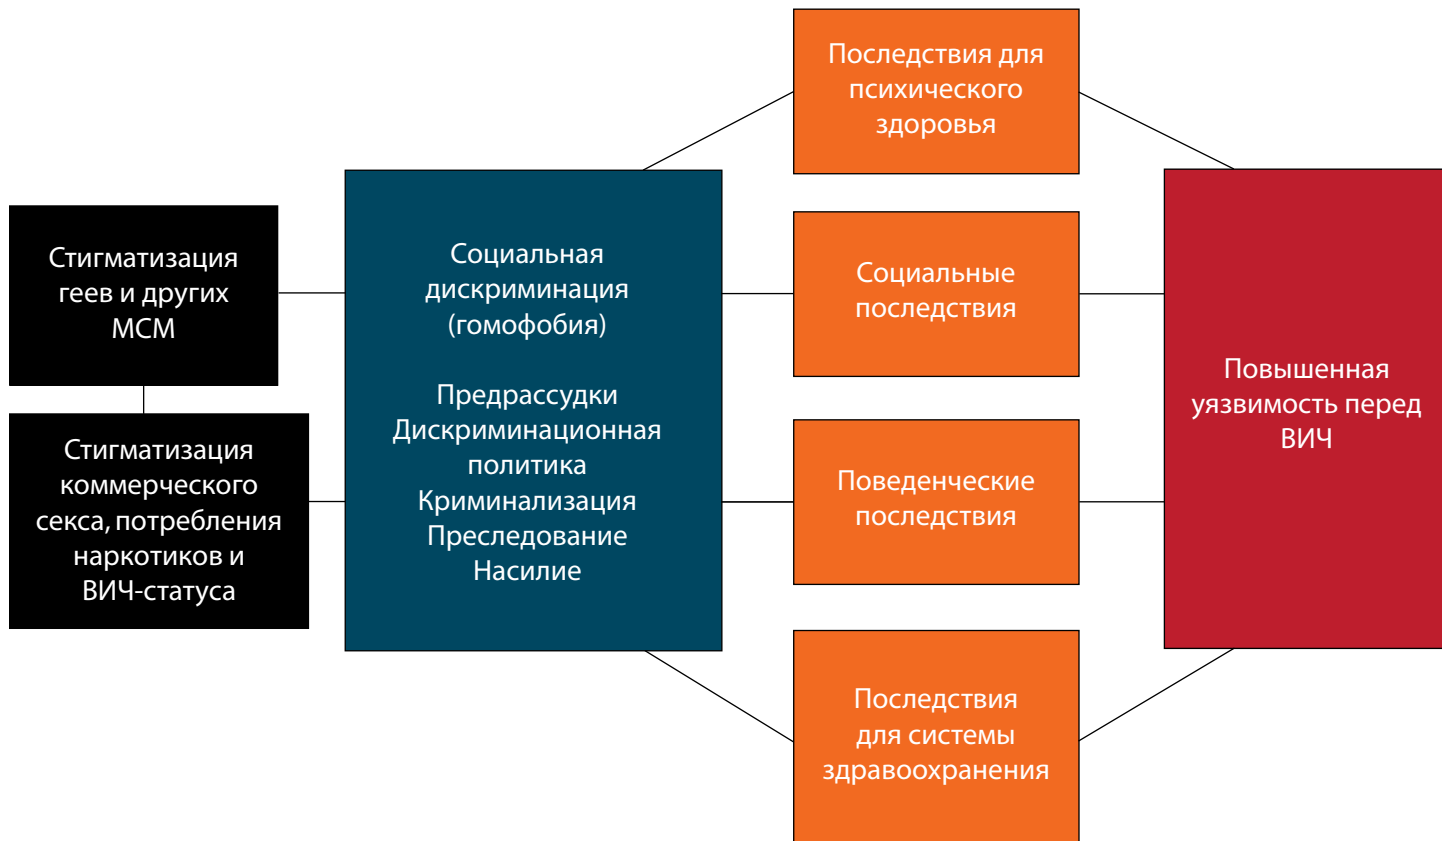 Стигматизация
геев и других
МСМ
Стигматизация
коммерческого
секса, потребления
наркотиков и
ВИЧ-статуса
Социальная
дискриминация
(гомофобия)
Предрассудки
Дискриминационная
политика
Криминализация
Преследование
Насилие
Последствия для
психического
здоровья
Социальные
последствия
Поведенческие
последствия
Последствия
для системы
здравоохранения
Повышенная
уязвимость перед
ВИЧ